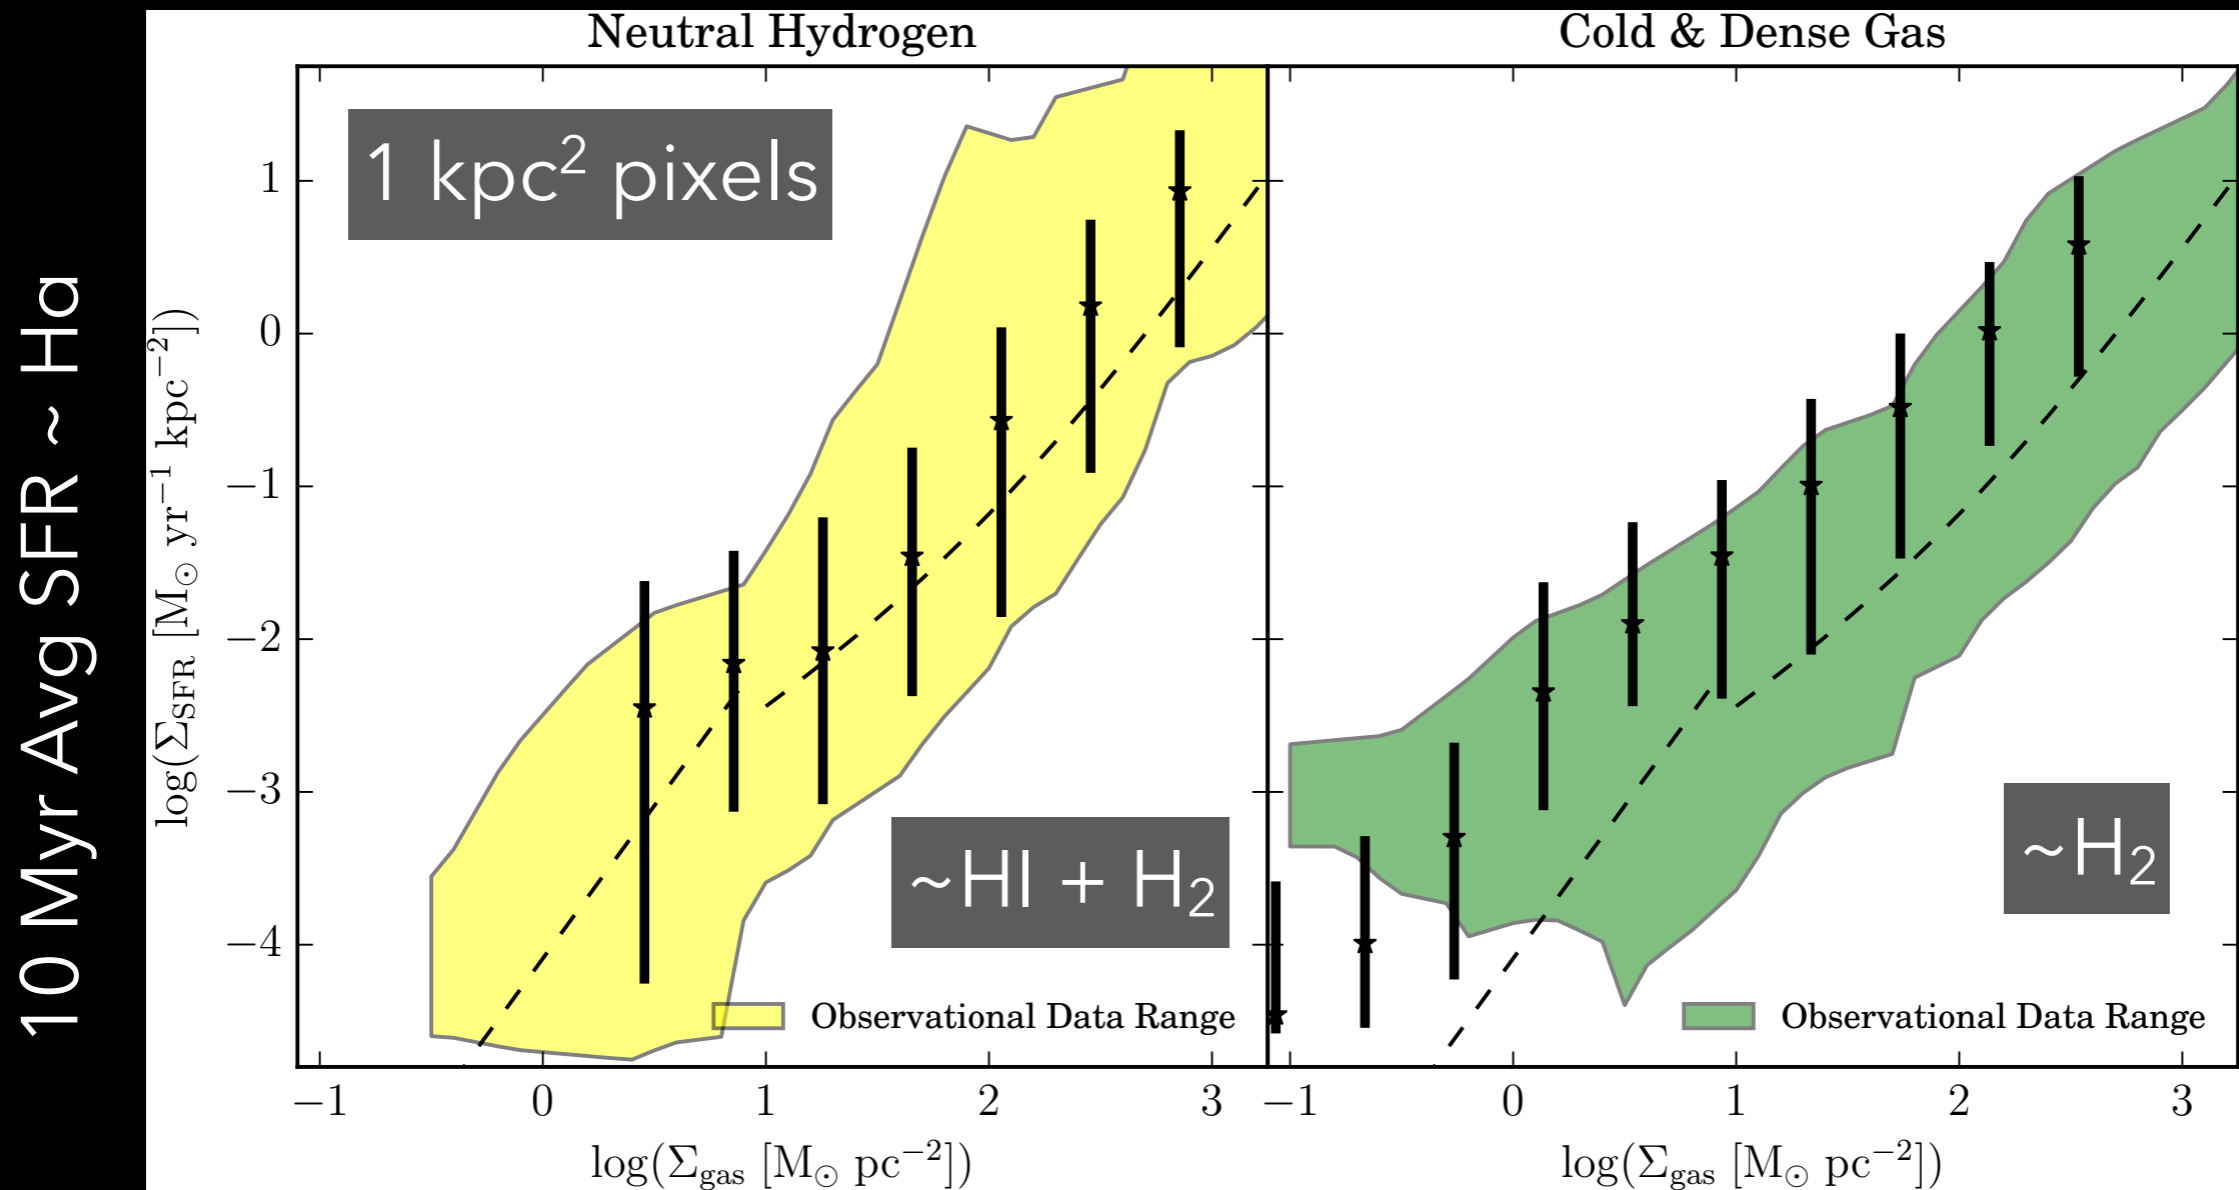 Neutral Hydrogen
Cold & Dense Gas
10 Myr Avg SFR ~ Hα
1 kpc² pixels
~HI + H₂
~H₂
log(Σ_SFR [M⊙ yr⁻¹ kpc⁻²])
1
0
−1
−2
−3
−4
Observational Data Range
Observational Data Range
−1 0 1 2 3
−1 0 1 2 3
log(Σ_gas [M⊙ pc⁻²])
log(Σ_gas [M⊙ pc⁻²])